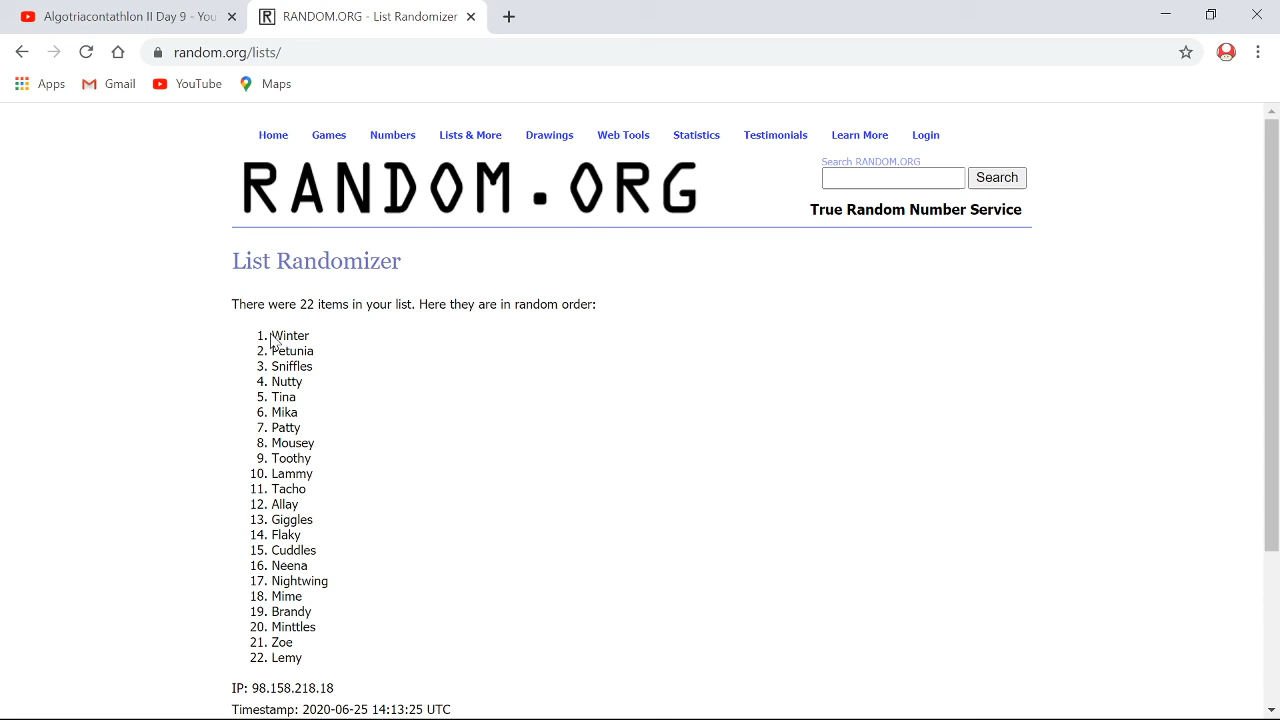 Algotriacontathlon II Day 9 - You
RANDOM.ORG - List Randomizer
random.org/lists/
Apps Gmail YouTube Maps
Home Games Numbers Lists & More Drawings Web Tools Statistics Testimonials Learn More Login
RANDOM.ORG
Search RANDOM.ORG
Search
True Random Number Service
List Randomizer
There were 22 items in your list. Here they are in random order:
1. Winter
2. Petunia
3. Sniffles
4. Nutty
5. Tina
6. Mika
7. Patty
8. Mousey
9. Toothy
10. Lammy
11. Tacho
12. Allay
13. Giggles
14. Flaky
15. Cuddles
16. Neena
17. Nightwing
18. Mime
19. Brandy
20. Minttles
21. Zoe
22. Lemy
IP: 98.158.218.18
Timestamp: 2020-06-25 14:13:25 UTC